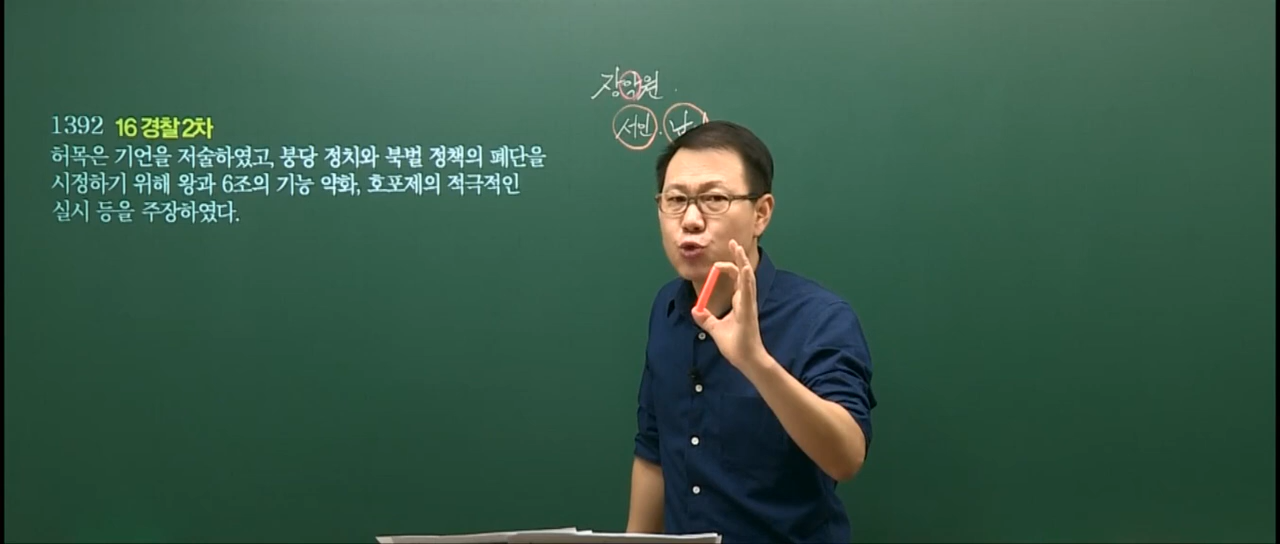 장악원
서인.
1392 16 경찰2차
허목은 기언을 저술하였고, 붕당 정치와 북벌 정책의 폐단을
시정하기 위해 왕과 6조의 기능 약화, 호포제의 적극적인
실시 등을 주장하였다.